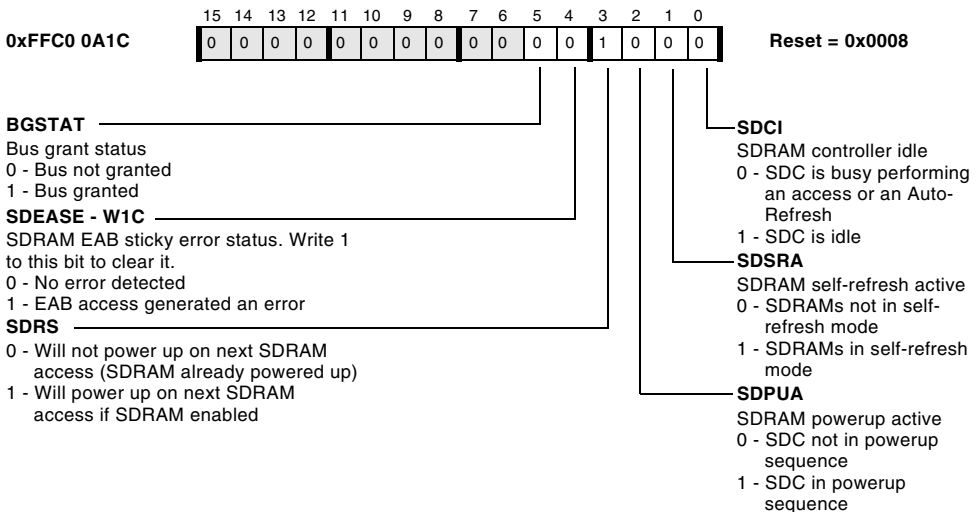 15 14 13 12 11 10 9 8 7 6 5 4 3 2 1 0
0xFFC0 0A1C
0 0 0 0 0 0 0 0 0 0 0 0 1 0 0 0
Reset = 0x0008
BGSTAT
Bus grant status
0 - Bus not granted
1 - Bus granted
SDEASE - W1C
SDRAM EAB sticky error status. Write 1
to this bit to clear it.
0 - No error detected
1 - EAB access generated an error
SDRS
0 - Will not power up on next SDRAM
access (SDRAM already powered up)
1 - Will power up on next SDRAM
access if SDRAM enabled
SDCI
SDRAM controller idle
0 - SDC is busy performing
an access or an Auto-
Refresh
1 - SDC is idle
SDSRA
SDRAM self-refresh active
0 - SDRAMs not in self-
refresh mode
1 - SDRAMs in self-refresh
mode
SDPUA
SDRAM powerup active
0 - SDC not in powerup
sequence
1 - SDC in powerup
sequence